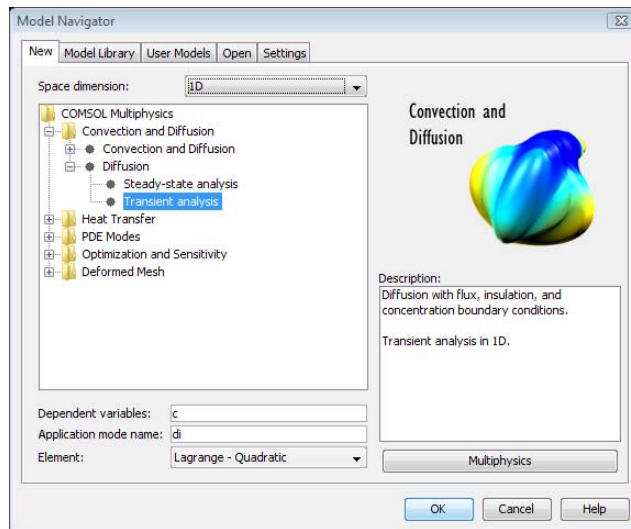 Model Navigator
New Model Library User Models Open Settings
Space dimension: 1D
COMSOL Multiphysics
Convection and Diffusion
Convection and Diffusion
Diffusion
Steady-state analysis
Transient analysis
Heat Transfer
PDE Modes
Optimization and Sensitivity
Deformed Mesh
Convection and
Diffusion
Description:
Diffusion with flux, insulation, and
concentration boundary conditions.
Transient analysis in 1D.
Dependent variables: c
Application mode name: di
Element: Lagrange - Quadratic
Multiphysics
OK Cancel Help